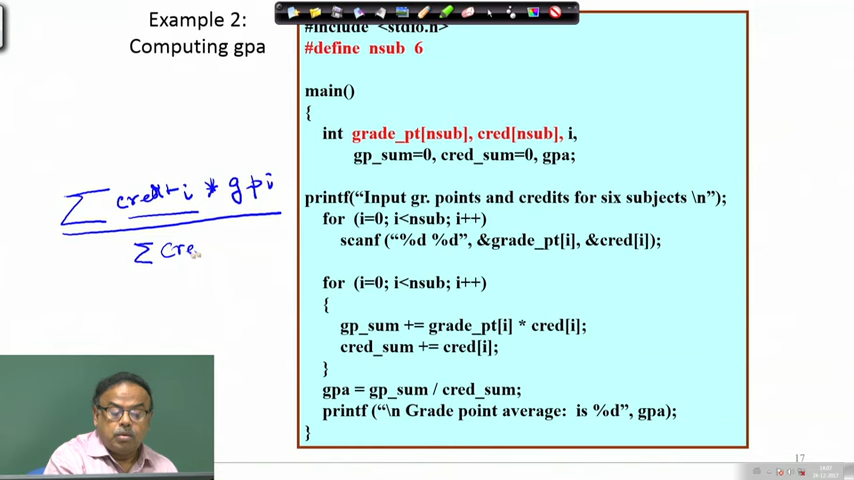 Example 2:
Computing gpa
#include <stdio.h>
#define nsub 6
main()
{
int grade_pt[nsub], cred[nsub], i,
gp_sum=0, cred_sum=0, gpa;
printf(“Input gr. points and credits for six subjects \n”);
for (i=0; i<nsub; i++)
scanf (“%d %d”, &grade_pt[i], &cred[i]);
for (i=0; i<nsub; i++)
{
gp_sum += grade_pt[i] * cred[i];
cred_sum += cred[i];
}
gpa = gp_sum / cred_sum;
printf (“\n Grade point average: is %d”, gpa);
}
∑ credit i * gpi
∑ cre
17